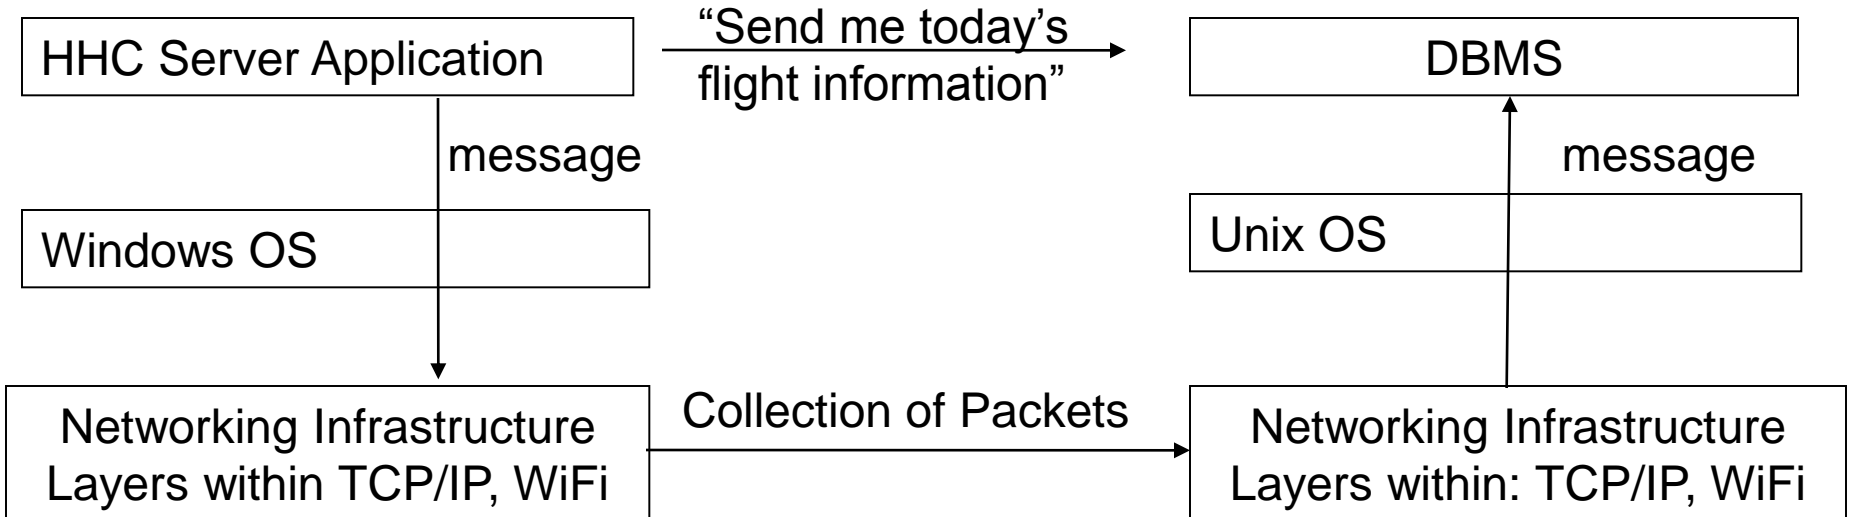 HHC Server Application
“Send me today’s
flight information”
DBMS
message
message
Windows OS
Unix OS
Networking Infrastructure
Layers within TCP/IP, WiFi
Collection of Packets
Networking Infrastructure
Layers within: TCP/IP, WiFi